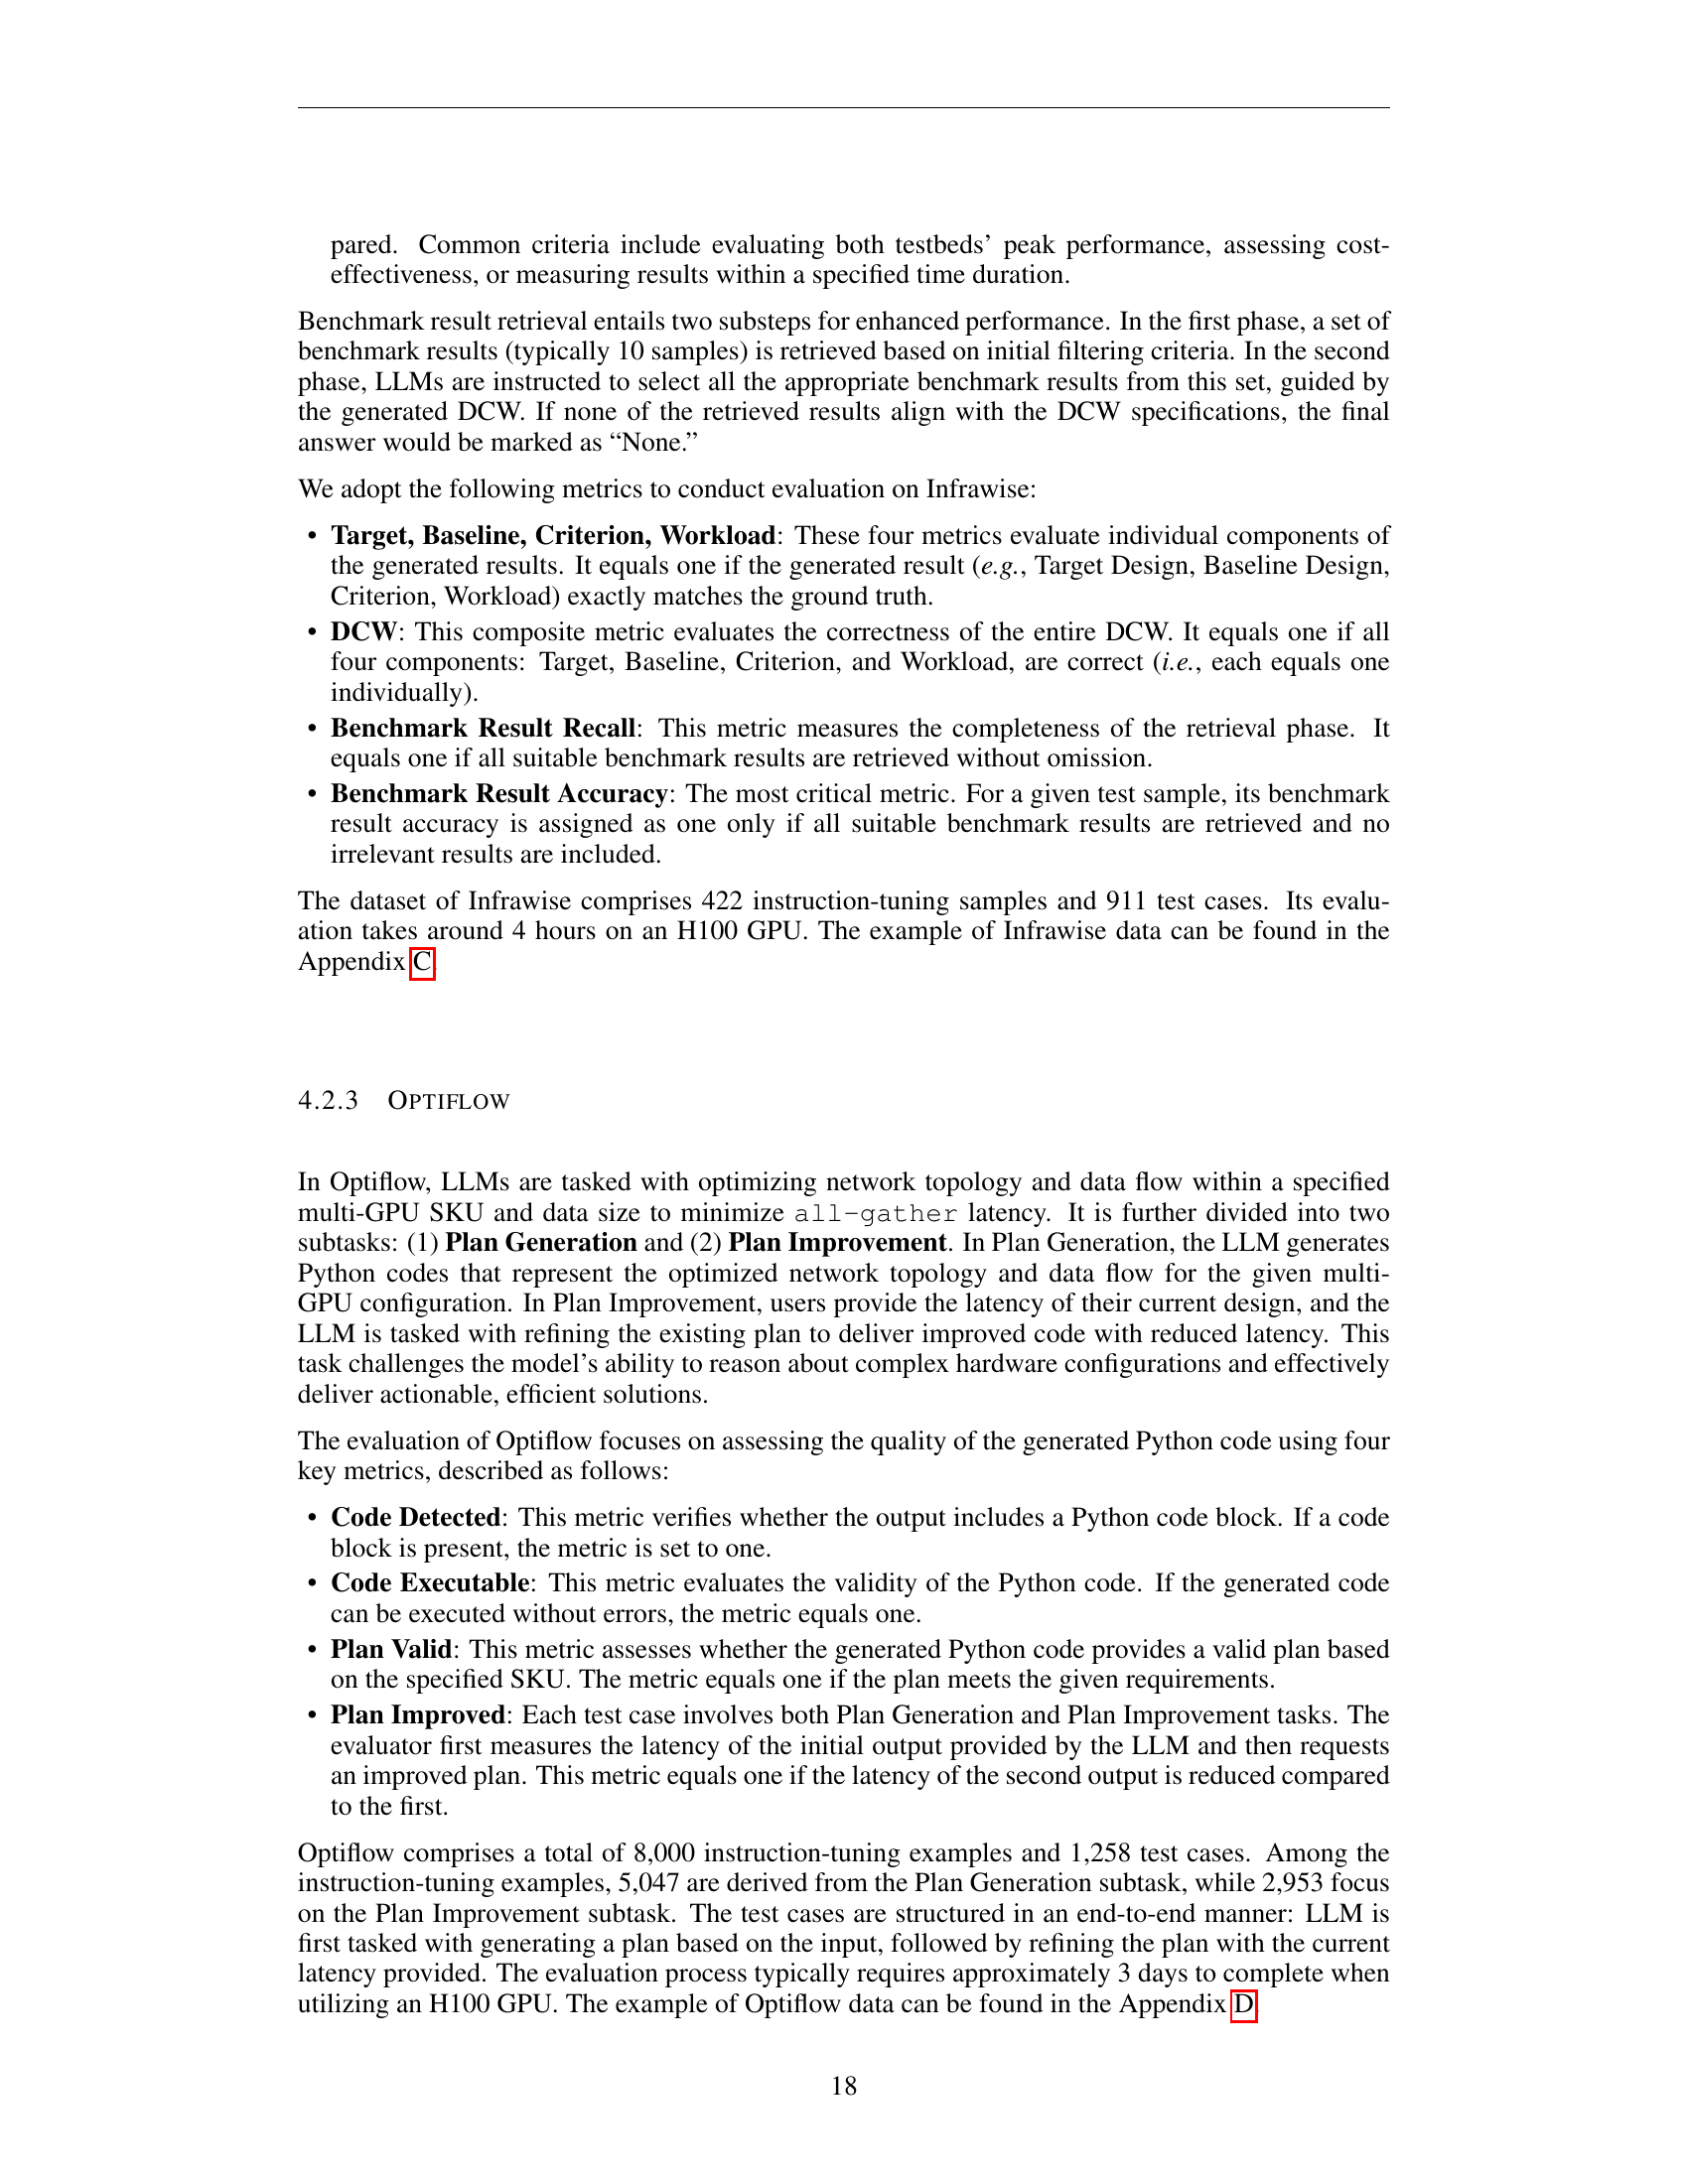 pared. Common criteria include evaluating both testbeds' peak performance, assessing cost-
effectiveness, or measuring results within a specified time duration.
Benchmark result retrieval entails two substeps for enhanced performance. In the first phase, a set of
benchmark results (typically 10 samples) is retrieved based on initial filtering criteria. In the second
phase, LLMs are instructed to select all the appropriate benchmark results from this set, guided by
the generated DCW. If none of the retrieved results align with the DCW specifications, the final
answer would be marked as “None.”
We adopt the following metrics to conduct evaluation on Infrawise:
• Target, Baseline, Criterion, Workload: These four metrics evaluate individual components of
the generated results. It equals one if the generated result (e.g., Target Design, Baseline Design,
Criterion, Workload) exactly matches the ground truth.
• DCW: This composite metric evaluates the correctness of the entire DCW. It equals one if all
four components: Target, Baseline, Criterion, and Workload, are correct (i.e., each equals one
individually).
• Benchmark Result Recall: This metric measures the completeness of the retrieval phase. It
equals one if all suitable benchmark results are retrieved without omission.
• Benchmark Result Accuracy: The most critical metric. For a given test sample, its benchmark
result accuracy is assigned as one only if all suitable benchmark results are retrieved and no
irrelevant results are included.
The dataset of Infrawise comprises 422 instruction-tuning samples and 911 test cases. Its evalu-
ation takes around 4 hours on an H100 GPU. The example of Infrawise data can be found in the
Appendix C.
4.2.3 OPTIFLOW
In Optiflow, LLMs are tasked with optimizing network topology and data flow within a specified
multi-GPU SKU and data size to minimize all-gather latency. It is further divided into two
subtasks: (1) Plan Generation and (2) Plan Improvement. In Plan Generation, the LLM generates
Python codes that represent the optimized network topology and data flow for the given multi-
GPU configuration. In Plan Improvement, users provide the latency of their current design, and the
LLM is tasked with refining the existing plan to deliver improved code with reduced latency. This
task challenges the model's ability to reason about complex hardware configurations and effectively
deliver actionable, efficient solutions.
The evaluation of Optiflow focuses on assessing the quality of the generated Python code using four
key metrics, described as follows:
• Code Detected: This metric verifies whether the output includes a Python code block. If a code
block is present, the metric is set to one.
• Code Executable: This metric evaluates the validity of the Python code. If the generated code
can be executed without errors, the metric equals one.
• Plan Valid: This metric assesses whether the generated Python code provides a valid plan based
on the specified SKU. The metric equals one if the plan meets the given requirements.
• Plan Improved: Each test case involves both Plan Generation and Plan Improvement tasks. The
evaluator first measures the latency of the initial output provided by the LLM and then requests
an improved plan. This metric equals one if the latency of the second output is reduced compared
to the first.
Optiflow comprises a total of 8,000 instruction-tuning examples and 1,258 test cases. Among the
instruction-tuning examples, 5,047 are derived from the Plan Generation subtask, while 2,953 focus
on the Plan Improvement subtask. The test cases are structured in an end-to-end manner: LLM is
first tasked with generating a plan based on the input, followed by refining the plan with the current
latency provided. The evaluation process typically requires approximately 3 days to complete when
utilizing an H100 GPU. The example of Optiflow data can be found in the Appendix D.
18